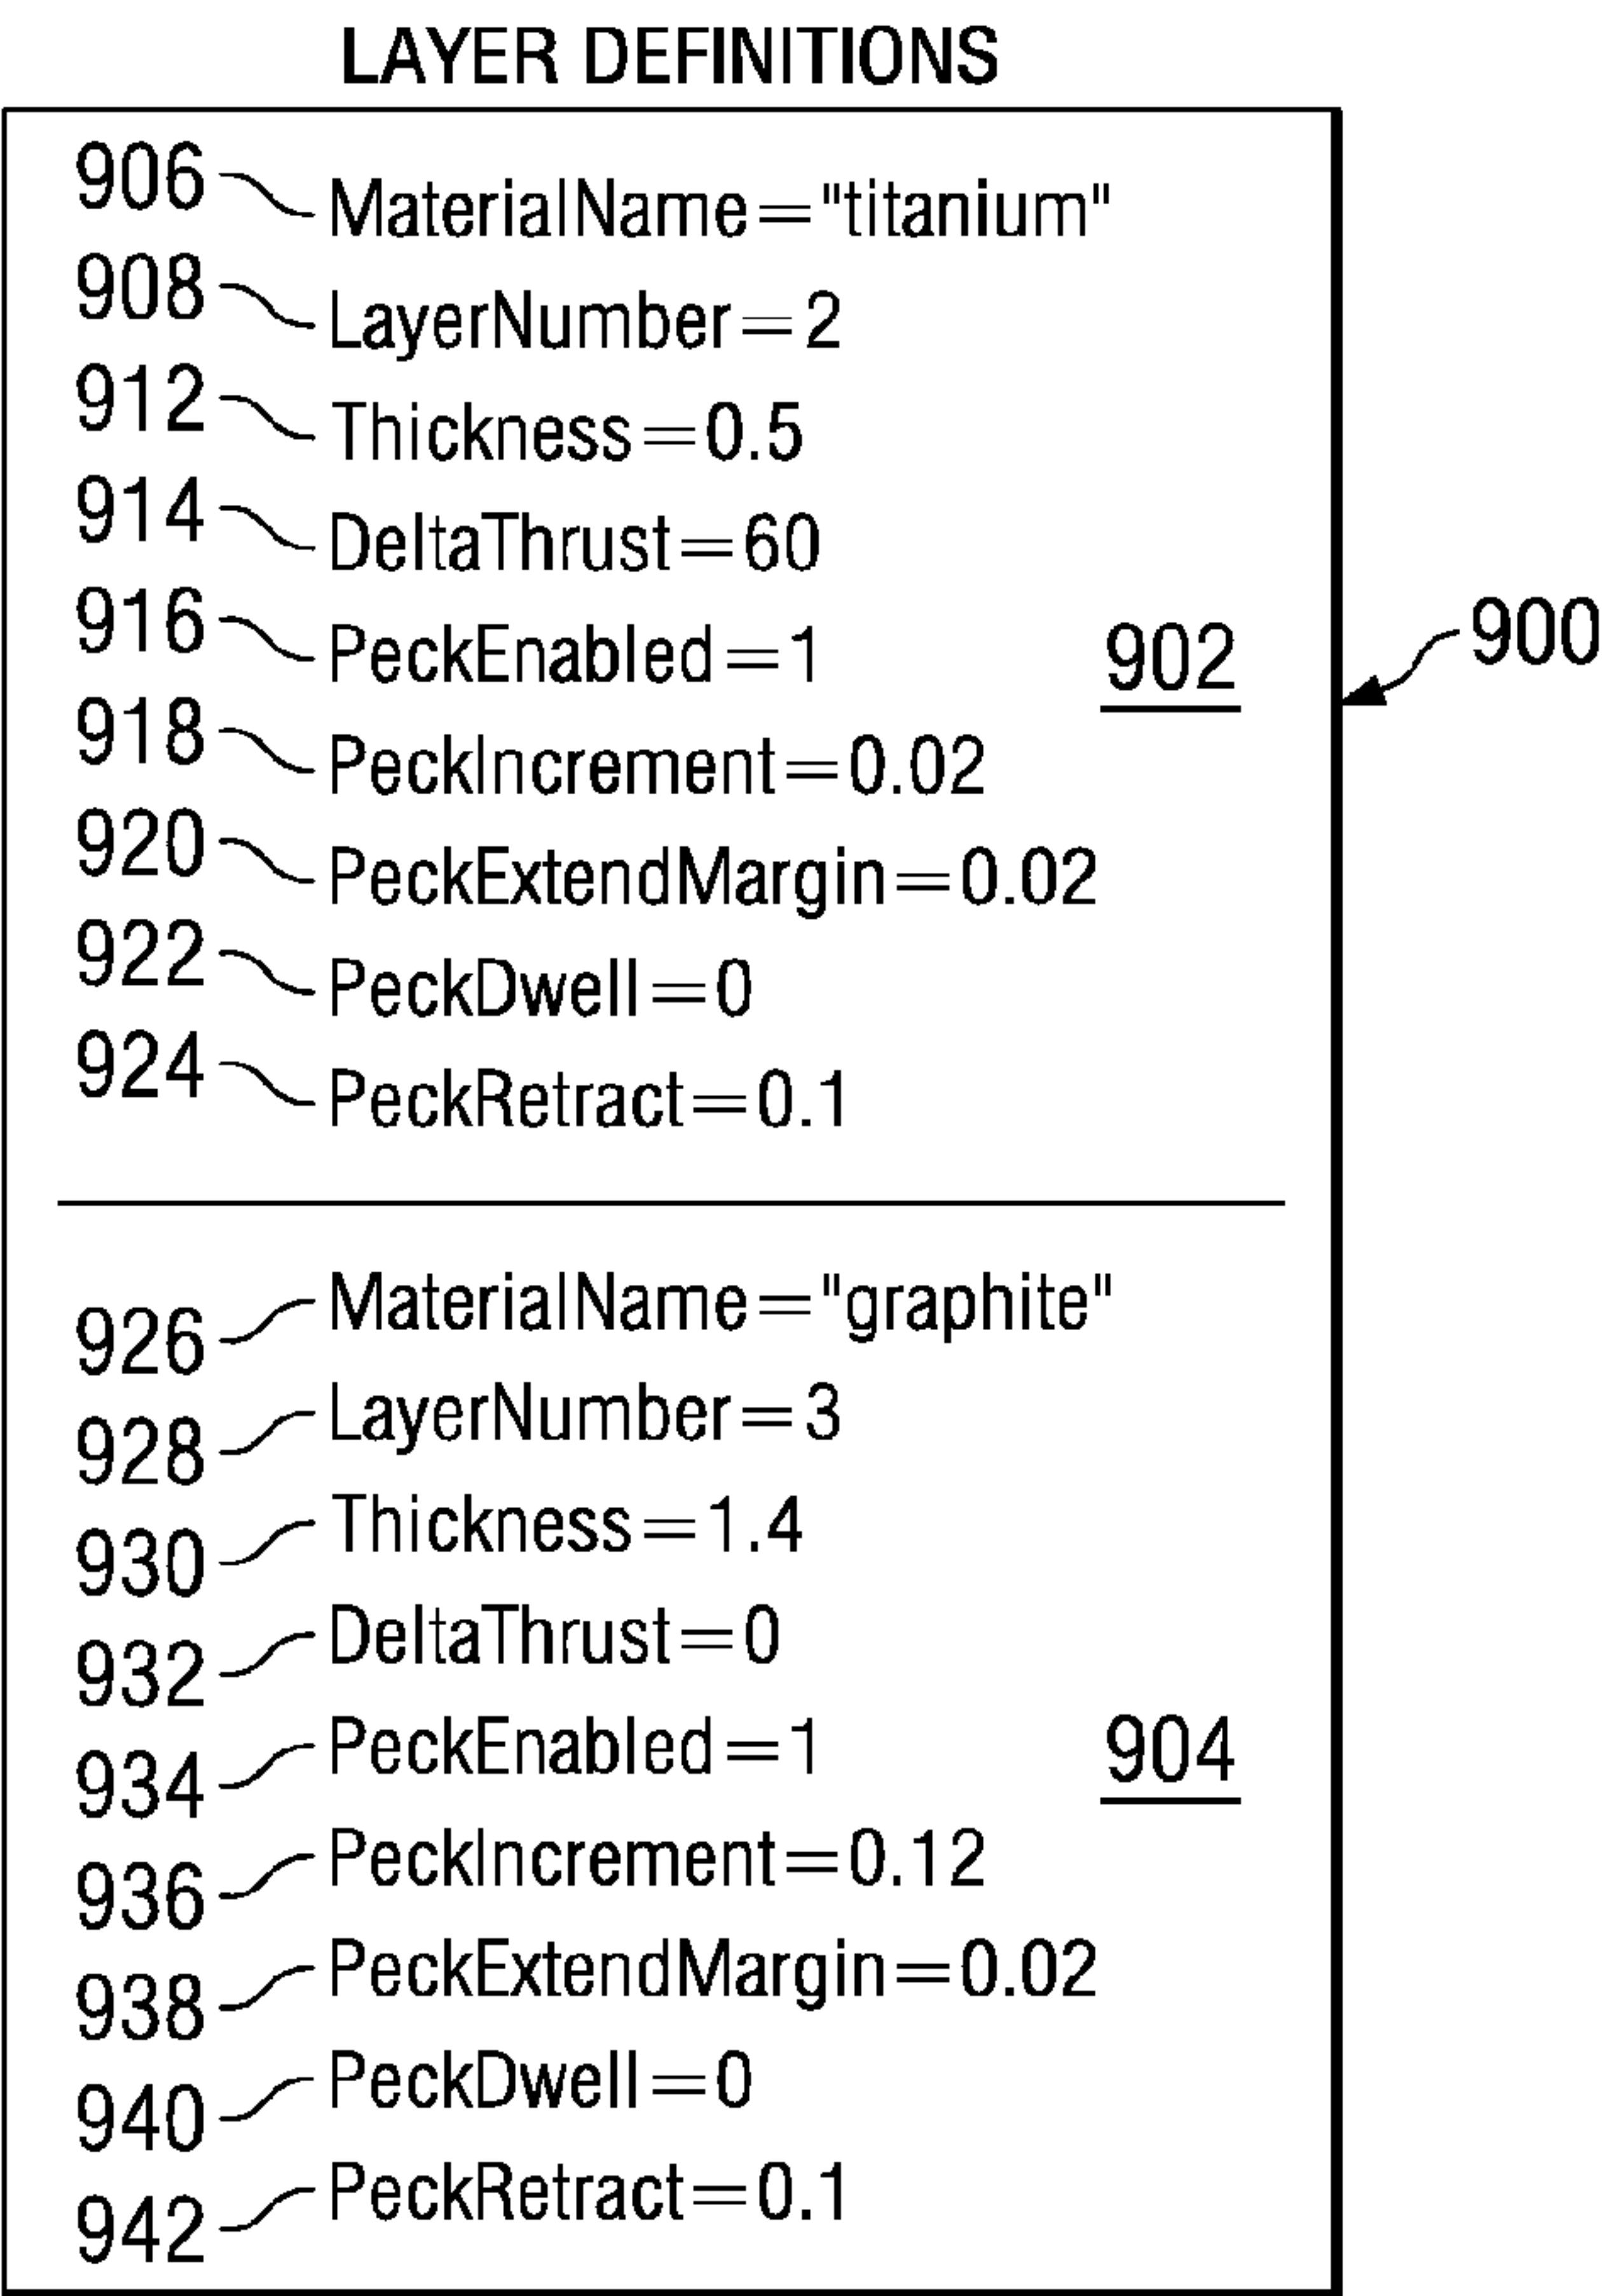 LAYER DEFINITIONS
906 MaterialName="titanium"
908 LayerNumber=2
912 Thickness=0.5
914 DeltaThrust=60
916 PeckEnabled=1 902 900
918 PeckIncrement=0.02
920 PeckExtendMargin=0.02
922 PeckDwell=0
924 PeckRetract=0.1
926 MaterialName="graphite"
928 LayerNumber=3
930 Thickness=1.4
932 DeltaThrust=0
934 PeckEnabled=1 904
936 PeckIncrement=0.12
938 PeckExtendMargin=0.02
940 PeckDwell=0
942 PeckRetract=0.1